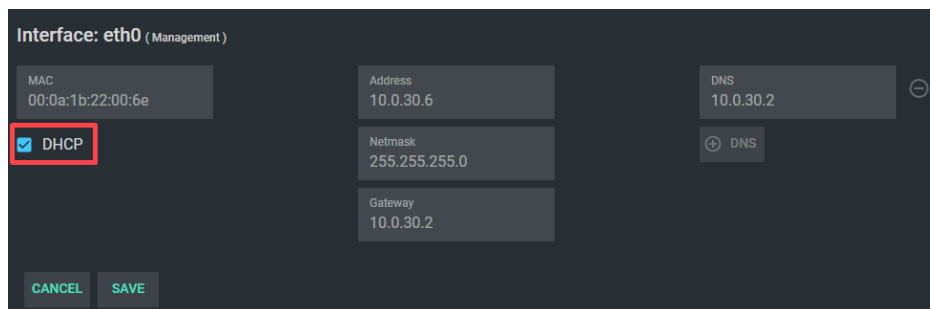 Interface: eth0 ( Management )
MAC
00:0a:1b:22:00:6e
DHCP
Address
10.0.30.6
Netmask
255.255.255.0
Gateway
10.0.30.2
DNS
10.0.30.2
DNS
CANCEL
SAVE